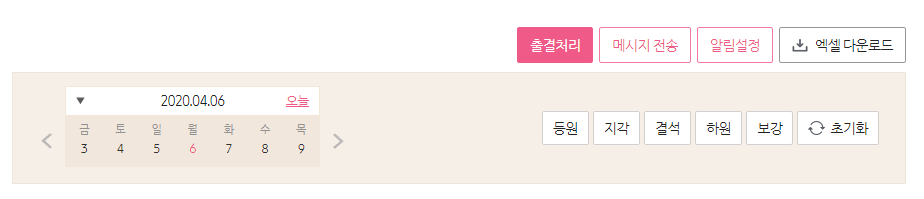 출결처리 메시지 전송 알림설정 엑셀 다운로드
2020.04.06 오늘
금 토 일 월 화 수 목
3 4 5 6 7 8 9
등원 지각 결석 하원 보강 초기화